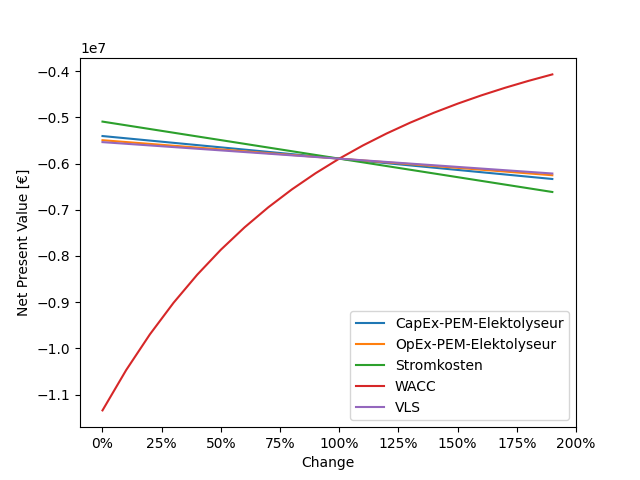 1e7
−0.4
−0.5
−0.6
−0.7
−0.8
−0.9
−1.0
−1.1
Net Present Value [€]
CapEx-PEM-Elektolyseur
OpEx-PEM-Elektolyseur
Stromkosten
WACC
VLS
0% 25% 50% 75% 100% 125% 150% 175% 200%
Change